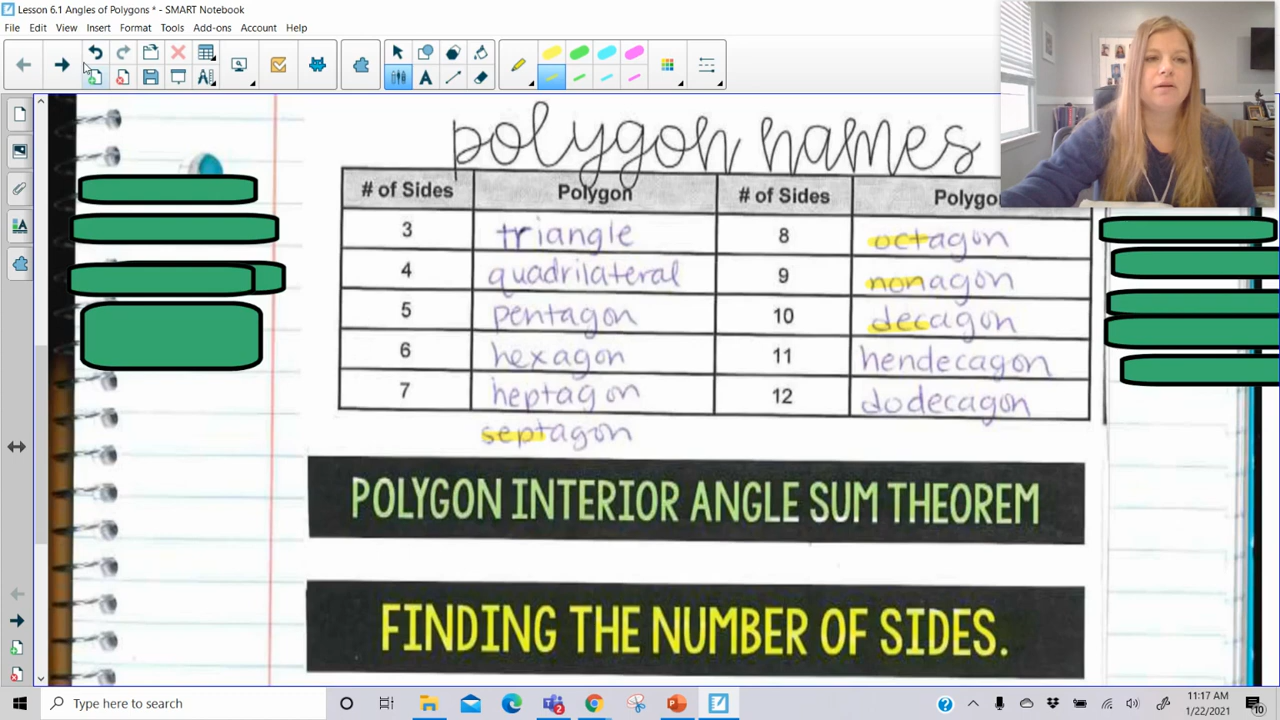 Lesson 6.1 Angles of Polygons * - SMART Notebook
File Edit View Insert Format Tools Add-ons Account Help
polygon names
# of Sides Polygon # of Sides Polygo
3 triangle 8 octagon
4 quadrilateral 9 nonagon
5 pentagon 10 decagon
6 hexagon 11 hendecagon
7 heptagon 12 dodecagon
septagon
POLYGON INTERIOR ANGLE SUM THEOREM
FINDING THE NUMBER OF SIDES.
Type here to search
11:17 AM
1/22/2021
10
2